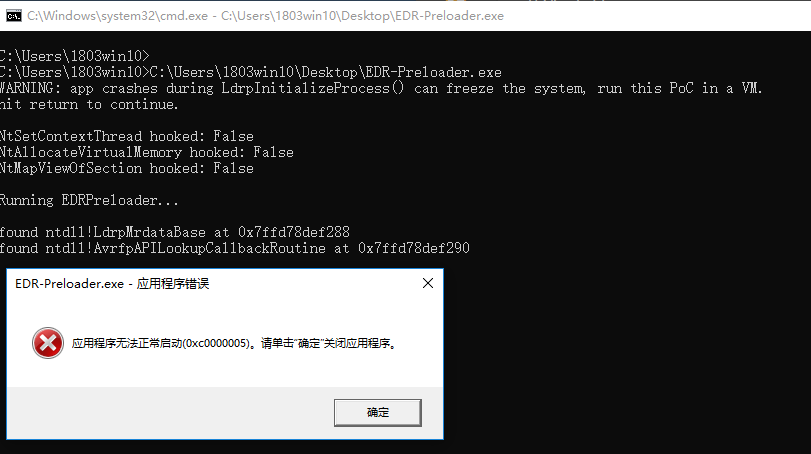 C:\Windows\system32\cmd.exe - C:\Users\1803win10\Desktop\EDR-Preloader.exe
C:\Users\1803win10>
C:\Users\1803win10>C:\Users\1803win10\Desktop\EDR-Preloader.exe
WARNING: app crashes during LdrpInitializeProcess() can freeze the system, run this PoC in a VM.
hit return to continue.
NtSetContextThread hooked: False
NtAllocateVirtualMemory hooked: False
NtMapViewOfSection hooked: False
Running EDRPreloader...
found ntdll!LdrpMrdataBase at 0x7ffd78def288
found ntdll!AvrfpAPILookupCallbackRoutine at 0x7ffd78def290
EDR-Preloader.exe - 应用程序错误
应用程序无法正常启动(0xc0000005)。请单击"确定"关闭应用程序。
确定